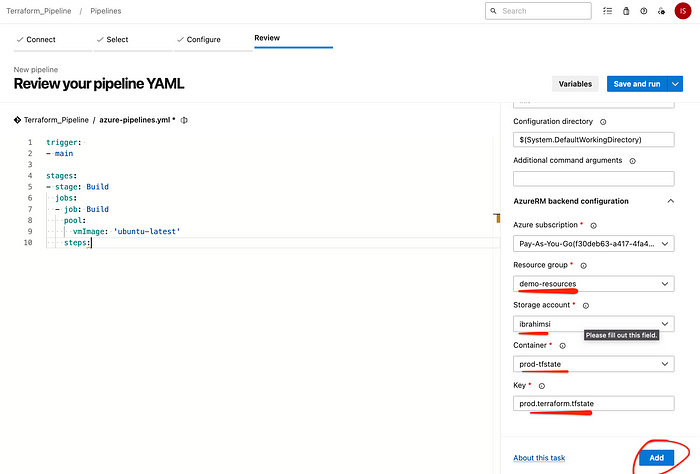 Terraform_Pipeline / Pipelines
Search
IS
Connect
Select
Configure
Review
New pipeline
Review your pipeline YAML
Variables
Save and run
Terraform_Pipeline / azure-pipelines.yml *
1 trigger:
2 - main
3
4 stages:
5 - stage: Build
6 jobs:
7 - job: Build
8 pool:
9 vmImage: 'ubuntu-latest'
10 steps:
Configuration directory
$(System.DefaultWorkingDirectory)
Additional command arguments
AzureRM backend configuration
Azure subscription *
Pay-As-You-Go(f30deb63-a417-4fa4...
Resource group *
demo-resources
Storage account *
ibrahimsi
Please fill out this field.
Container *
prod-tfstate
Key *
prod.terraform.tfstate
About this task
Add